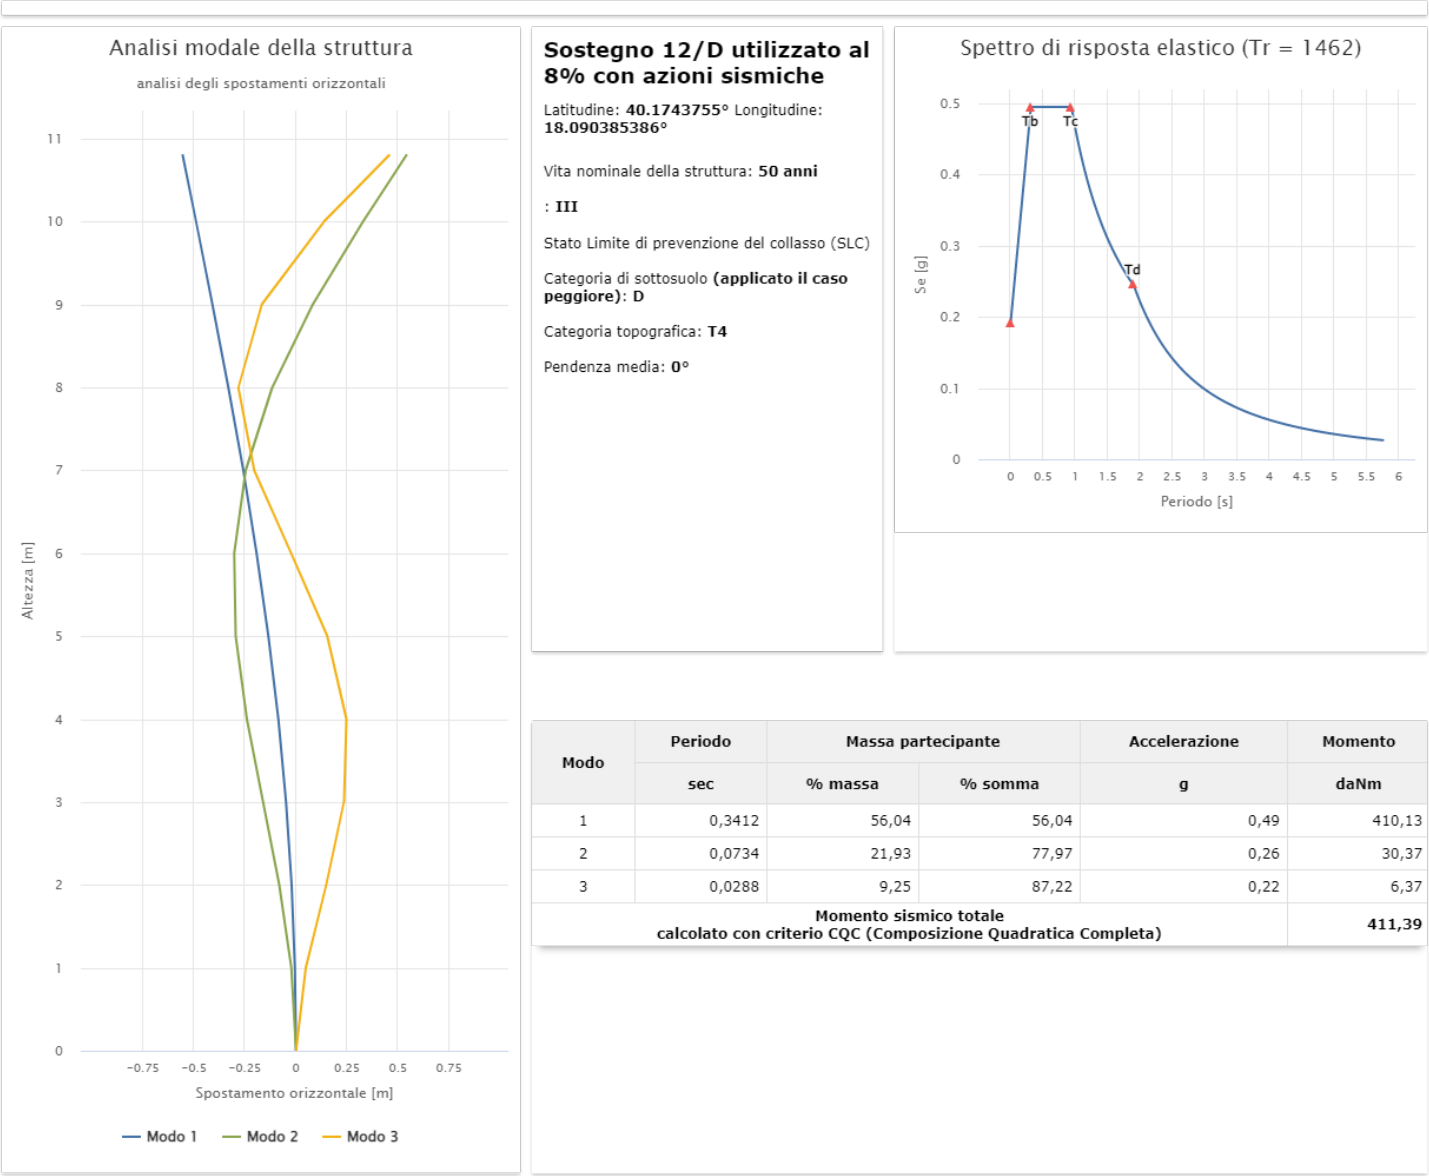 Analisi modale della struttura
analisi degli spostamenti orizzontali
11
10
9
8
7
6
5
4
3
2
1
0
Altezza [m]
-0.75 -0.5 -0.25 0 0.25 0.5 0.75
Spostamento orizzontale [m]
Modo 1 Modo 2 Modo 3
Sostegno 12/D utilizzato al
8% con azioni sismiche
Latitudine: 40.1743755° Longitudine:
18.090385386°
Vita nominale della struttura: 50 anni
: III
Stato Limite di prevenzione del collasso (SLC)
Categoria di sottosuolo (applicato il caso
peggiore): D
Categoria topografica: T4
Pendenza media: 0°
Spettro di risposta elastico (Tr = 1462)
0.5
0.4
0.3
0.2
0.1
0
Se [g]
Tb Tc
Td
0 0.5 1 1.5 2 2.5 3 3.5 4 4.5 5 5.5 6
Periodo [s]
Modo Periodo Massa partecipante Accelerazione Momento
sec % massa % somma g daNm
1 0,3412 56,04 56,04 0,49 410,13
2 0,0734 21,93 77,97 0,26 30,37
3 0,0288 9,25 87,22 0,22 6,37
Momento sismico totale
calcolato con criterio CQC (Composizione Quadratica Completa) 411,39